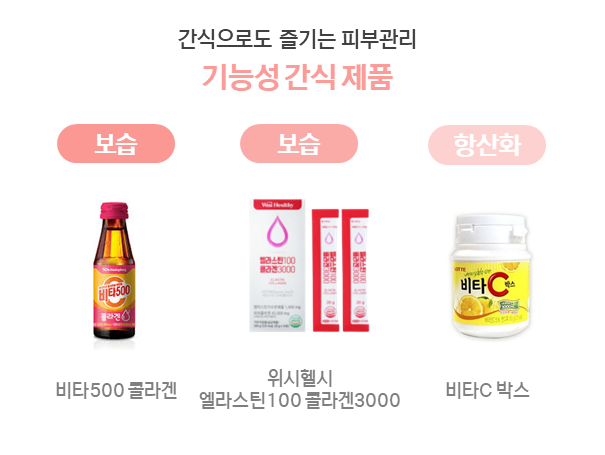 간식으로도 즐기는 피부관리
기능성 간식 제품
보습
보습
항산화
비타500
콜라겐
Wish Healthy
엘라스틴100
콜라겐3000
LOTTE
비타C박스
비타500 콜라겐
위시헬시
엘라스틴100 콜라겐3000
비타C 박스